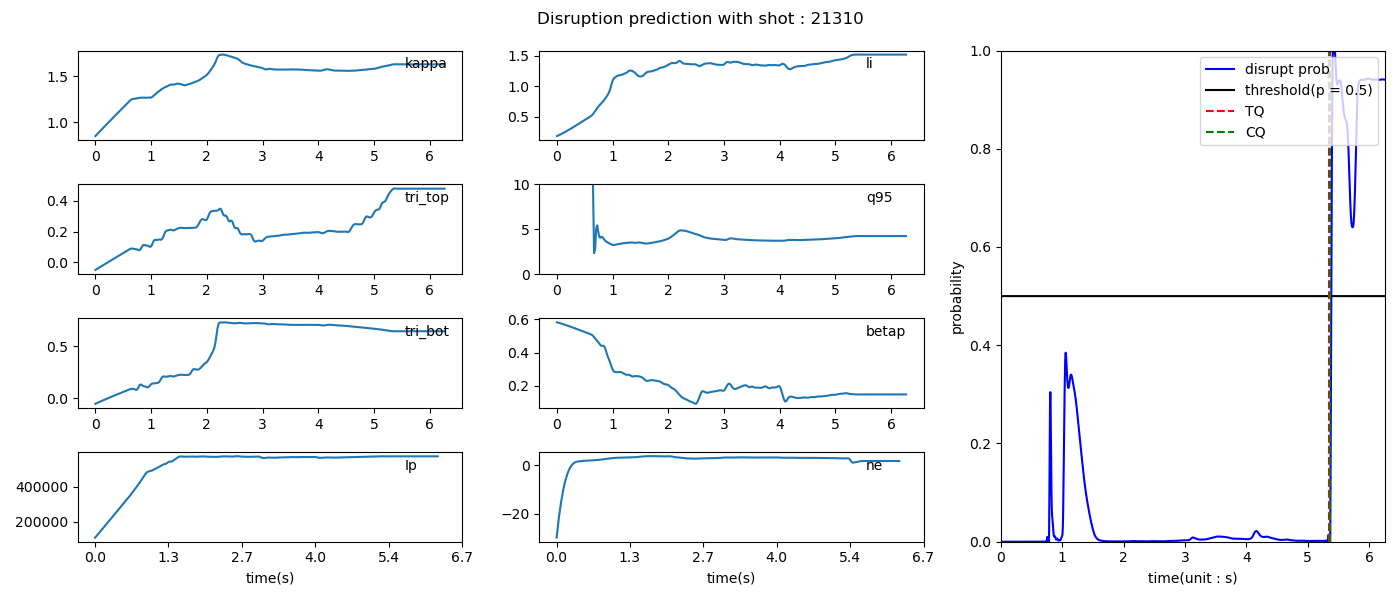 Disruption prediction with shot : 21310
kappa
1.5
1.0
0 1 2 3 4 5 6
li
1.5
1.0
0.5
0 1 2 3 4 5 6
tri_top
0.4
0.2
0.0
0 1 2 3 4 5 6
q95
10
5
0
0 1 2 3 4 5 6
tri_bot
0.5
0.0
0 1 2 3 4 5 6
betap
0.6
0.4
0.2
0 1 2 3 4 5 6
Ip
400000
200000
0.0 1.3 2.7 4.0 5.4 6.7
time(s)
ne
0
−20
0.0 1.3 2.7 4.0 5.4 6.7
time(s)
disrupt prob
threshold(p = 0.5)
TQ
CQ
probability
1.0
0.8
0.6
0.4
0.2
0.0
0 1 2 3 4 5 6
time(unit : s)